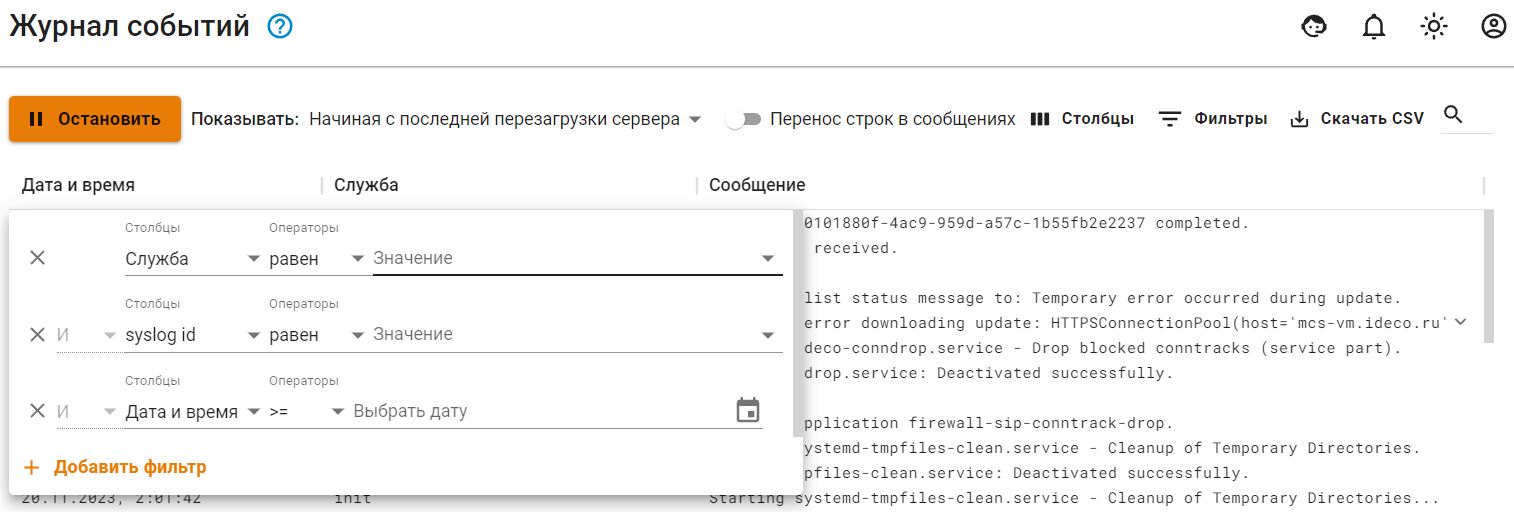 Журнал событий
Остановить Показывать: Начиная с последней перезагрузки сервера Перенос строк в сообщениях Столбцы Фильтры Скачать CSV
Дата и время Служба Сообщение
Столбцы Операторы
Служба равен Значение
Столбцы Операторы
И syslog id равен Значение
Столбцы Операторы
И Дата и время >= Выбрать дату
Добавить фильтр
0101880f-4ac9-959d-a57c-1b55fb2e2237 completed.
received.
list status message to: Temporary error occurred during update.
error downloading update: HTTPSConnectionPool(host='mcs-vm.ideco.ru'
deco-conndrop.service - Drop blocked conntracks (service part).
drop.service: Deactivated successfully.
pplication firewall-sip-conntrack-drop.
ystemd-tmpfiles-clean.service - Cleanup of Temporary Directories.
pfiles-clean.service: Deactivated successfully.
20.11.2023, 2:01:42 init Starting systemd-tmpfiles-clean.service - Cleanup of Temporary Directories...